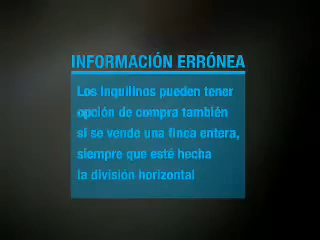 INFORMACIÓN ERRÓNEA
Los inquilinos pueden tener
opción de compra también
si se vende una finca entera,
siempre que esté hecha
la división horizontal